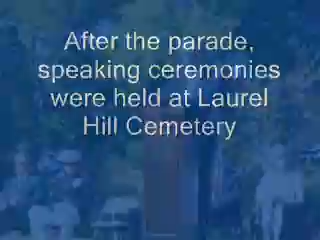 After the parade,
speaking ceremonies
were held at Laurel
Hill Cemetery